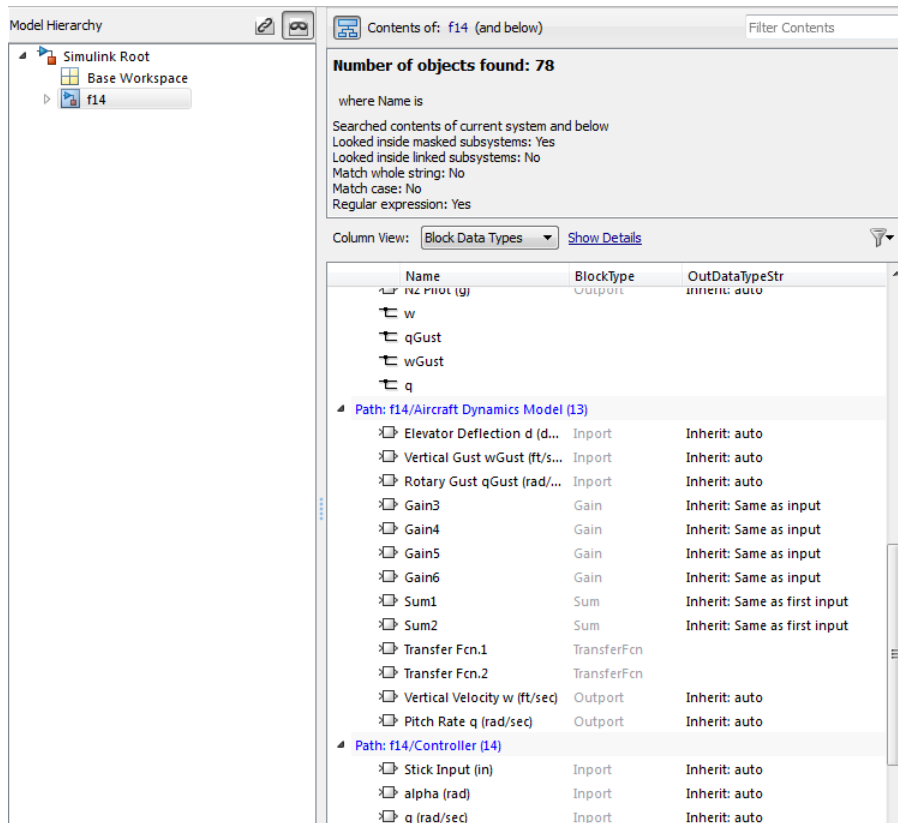 Model Hierarchy
Contents of: f14 (and below)
Filter Contents
Simulink Root
Base Workspace
f14
Number of objects found: 78
where Name is
Searched contents of current system and below
Looked inside masked subsystems: Yes
Looked inside linked subsystems: No
Match whole string: No
Match case: No
Regular expression: Yes
Column View: Block Data Types Show Details
Name BlockType OutDataTypeStr
Nz Pilot (g) Outport Inherit: auto
w
qGust
wGust
q
Path: f14/Aircraft Dynamics Model (13)
Elevator Deflection d (d... Inport Inherit: auto
Vertical Gust wGust (ft/s... Inport Inherit: auto
Rotary Gust qGust (rad/... Inport Inherit: auto
Gain3 Gain Inherit: Same as input
Gain4 Gain Inherit: Same as input
Gain5 Gain Inherit: Same as input
Gain6 Gain Inherit: Same as input
Sum1 Sum Inherit: Same as first input
Sum2 Sum Inherit: Same as first input
Transfer Fcn.1 TransferFcn
Transfer Fcn.2 TransferFcn
Vertical Velocity w (ft/sec) Outport Inherit: auto
Pitch Rate q (rad/sec) Outport Inherit: auto
Path: f14/Controller (14)
Stick Input (in) Inport Inherit: auto
alpha (rad) Inport Inherit: auto
q (rad/sec) Inport Inherit: auto